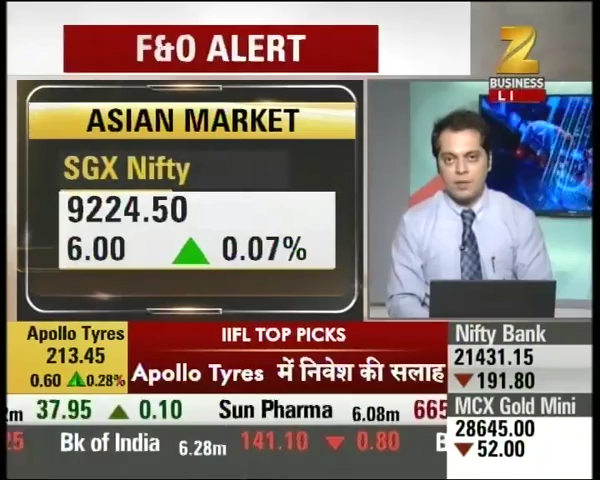 F&O ALERT
Z
BUSINESS
LI
ASIAN MARKET
SGX Nifty
9224.50
6.00 ▲ 0.07%
Apollo Tyres
213.45
0.60 ▲ 0.28%
IIFL TOP PICKS
Apollo Tyres में निवेश की सलाह
Nifty Bank
21431.15
▼ 191.80
MCX Gold Mini
28645.00
▼ 52.00
2m 37.95 ▲ 0.10 Sun Pharma 6.08m 665
25 Bk of India 6.28m 141.10 ▼ 0.80 B